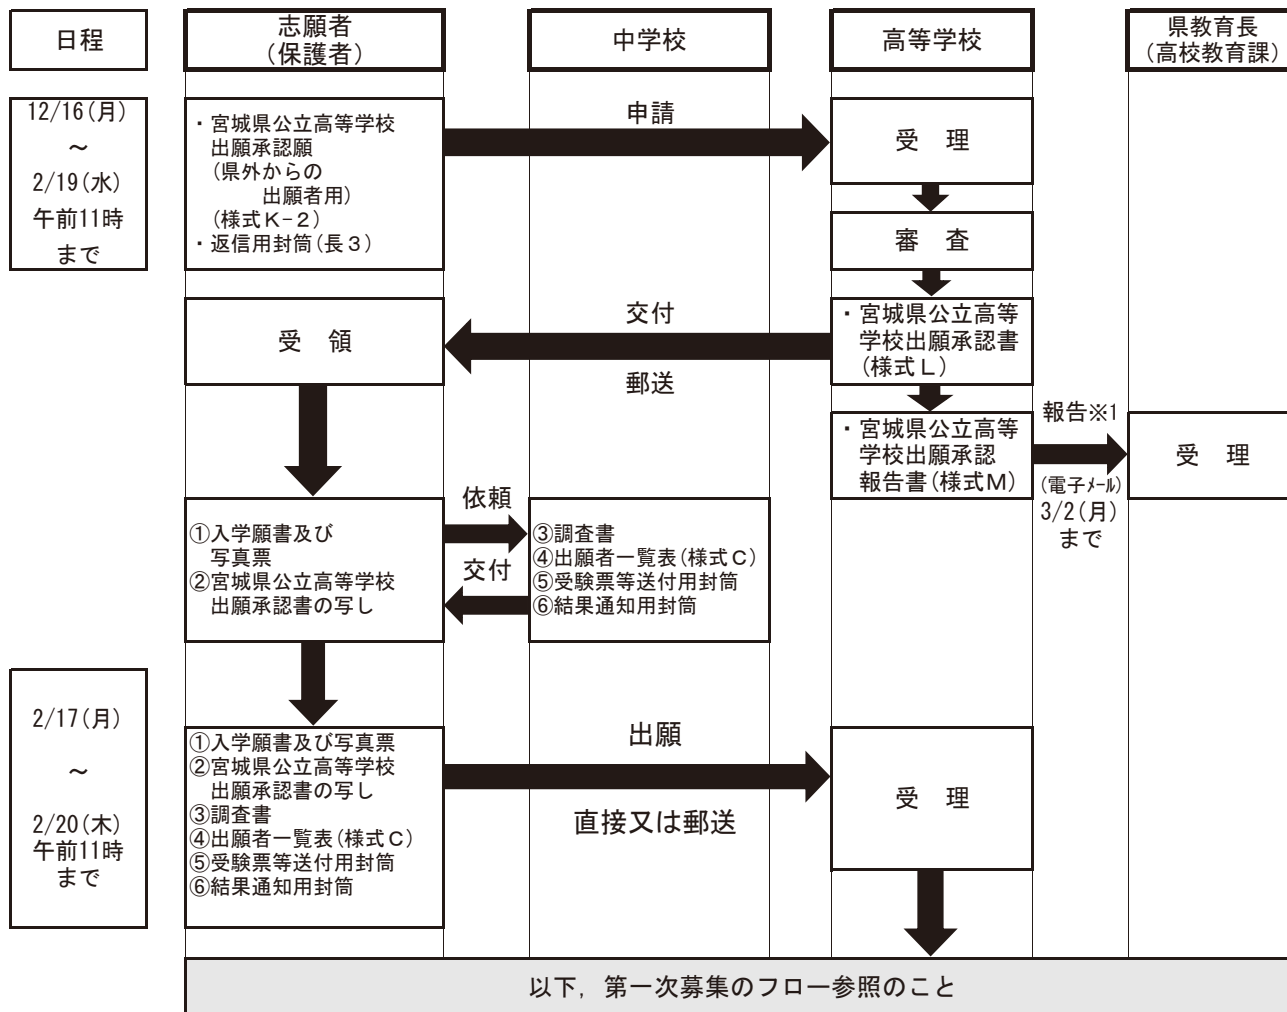 日程
志願者
（保護者）
中学校
高等学校
県教育長
（高校教育課）
12/16(月)
～
2/19(水)
午前11時
まで
・宮城県公立高等学校
出願承認願
(県外からの
出願者用)
(様式K-2)
・返信用封筒(長3)
申請
受　理
審　査
・宮城県公立高等
学校出願承認書
(様式L)
交付
郵送
受　領
・宮城県公立高等
学校出願承認
報告書(様式M)
報告※1
(電子ﾒｰﾙ)
3/2(月)
まで
受　理
①入学願書及び
写真票
②宮城県公立高等学校
出願承認書の写し
依頼
交付
③調査書
④出願者一覧表(様式C)
⑤受験票等送付用封筒
⑥結果通知用封筒
2/17(月)
～
2/20(木)
午前11時
まで
①入学願書及び写真票
②宮城県公立高等学校
出願承認書の写し
③調査書
④出願者一覧表(様式C)
⑤受験票等送付用封筒
⑥結果通知用封筒
出願
直接又は郵送
受　理
以下，第一次募集のフロー参照のこと